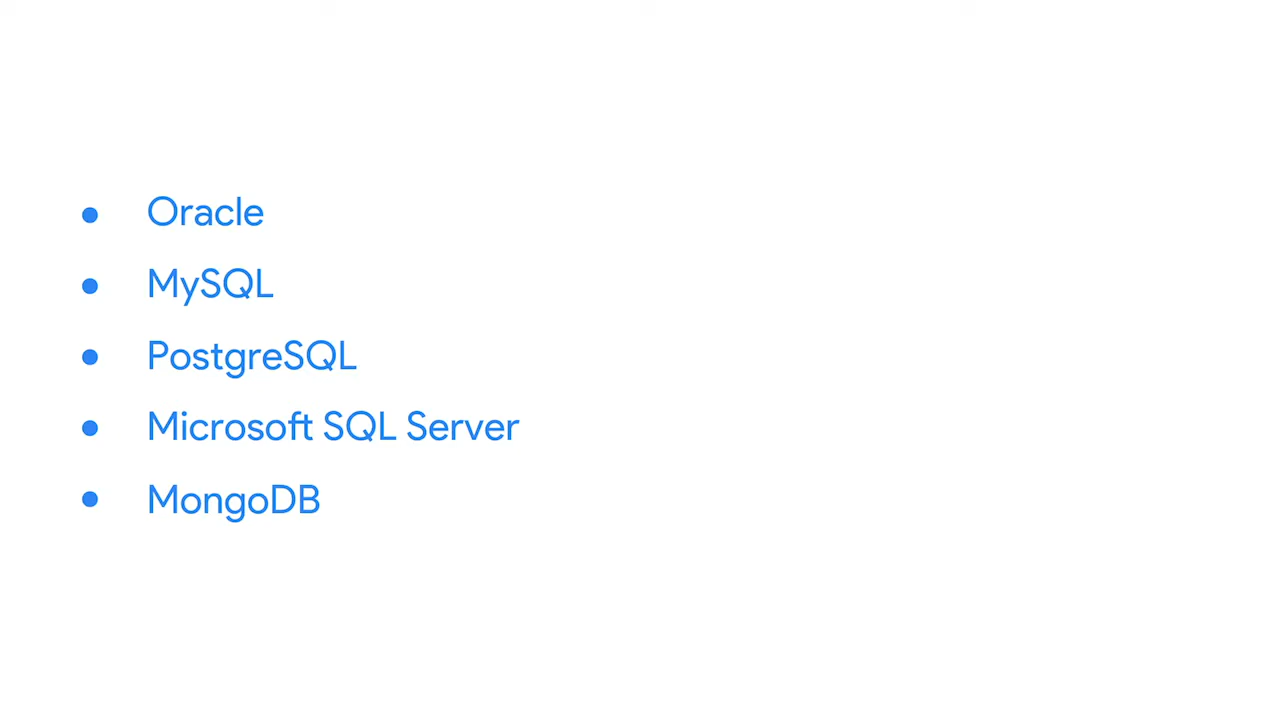 ● Oracle
● MySQL
● PostgreSQL
● Microsoft SQL Server
● MongoDB